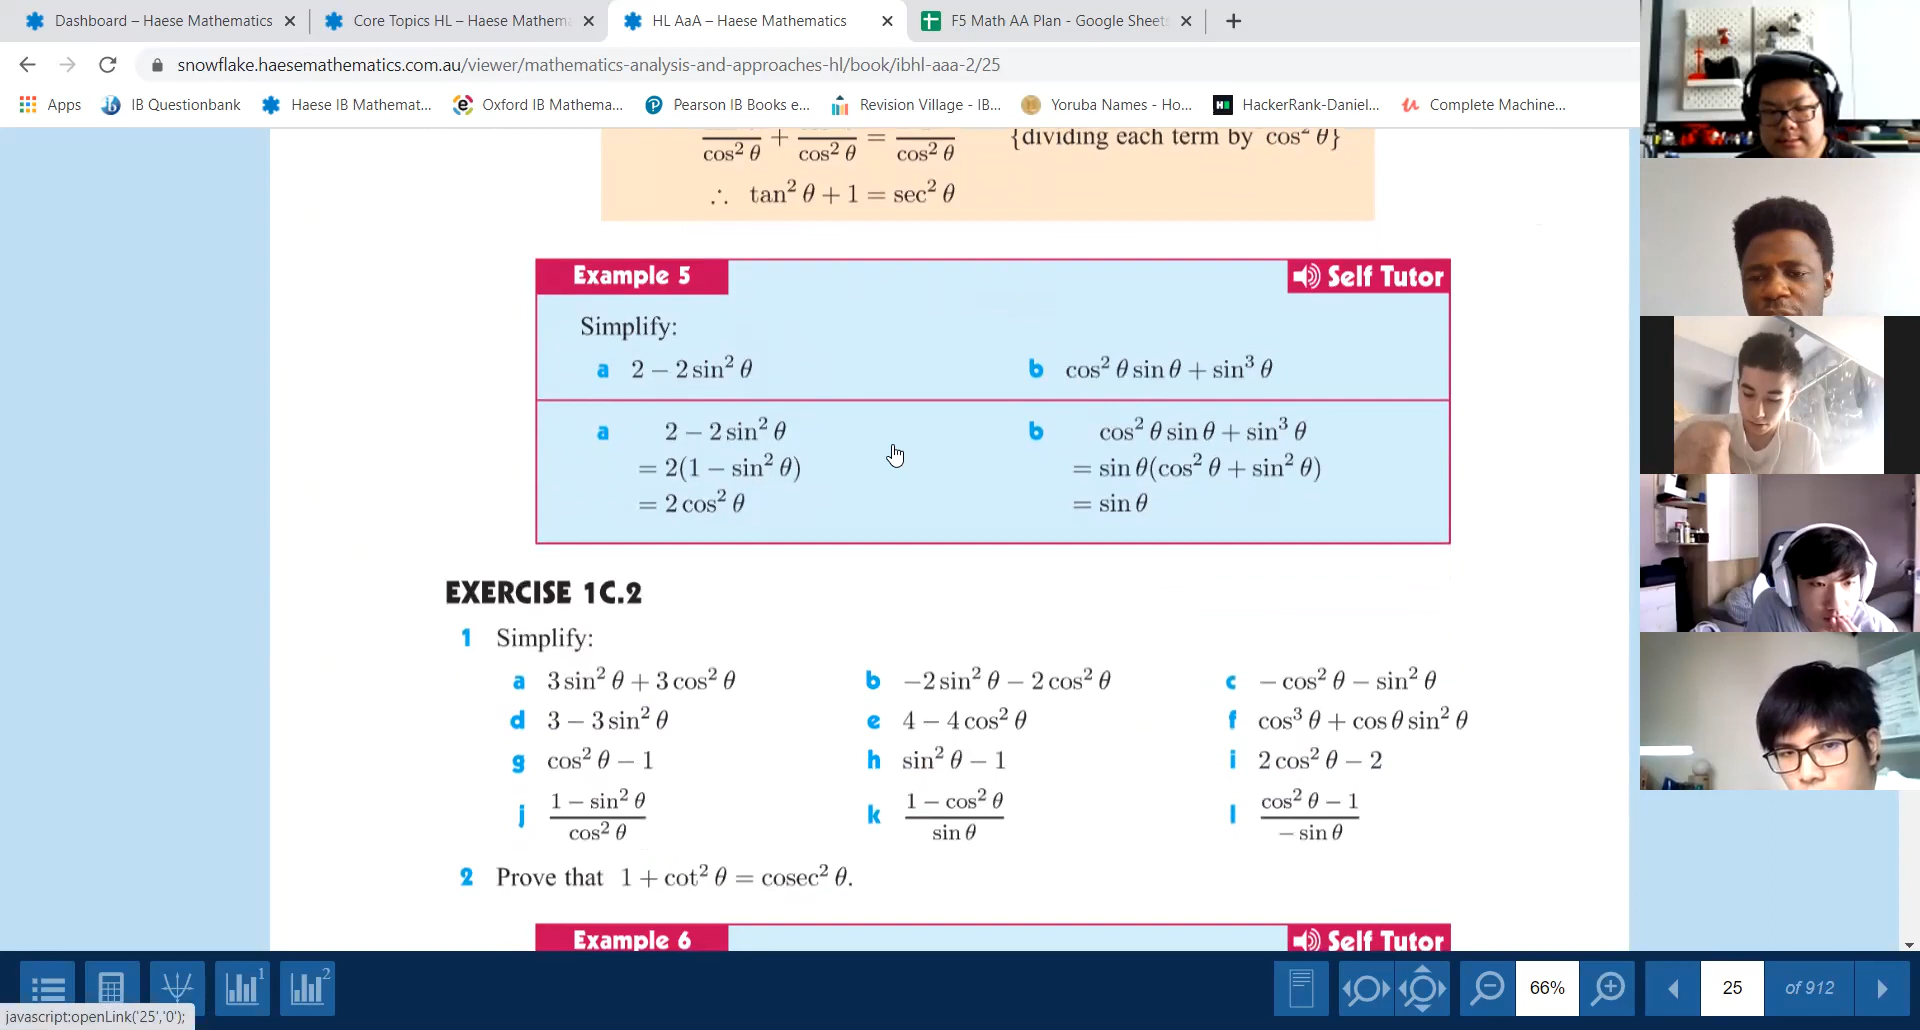 Dashboard – Haese Mathematics
Core Topics HL – Haese Mathem
HL AaA – Haese Mathematics
F5 Math AA Plan - Google Sheets
snowflake.haesemathematics.com.au/viewer/mathematics-analysis-and-approaches-hl/book/ibhl-aaa-2/25
Apps
IB Questionbank
Haese IB Mathemat...
Oxford IB Mathema...
Pearson IB Books e...
Revision Village - IB...
Yoruba Names - Ho...
HackerRank-Daniel...
Complete Machine...
cos² θ + cos² θ = cos² θ {dividing each term by cos² θ}
∴ tan² θ + 1 = sec² θ
Example 5
Self Tutor
Simplify:
a 2 − 2 sin² θ
b cos² θ sin θ + sin³ θ
a 2 − 2 sin² θ
= 2(1 − sin² θ)
= 2 cos² θ
b cos² θ sin θ + sin³ θ
= sin θ(cos² θ + sin² θ)
= sin θ
EXERCISE 1C.2
1 Simplify:
a 3 sin² θ + 3 cos² θ
b −2 sin² θ − 2 cos² θ
c − cos² θ − sin² θ
d 3 − 3 sin² θ
e 4 − 4 cos² θ
f cos³ θ + cos θ sin² θ
g cos² θ − 1
h sin² θ − 1
i 2 cos² θ − 2
j 1 − sin² θ / cos² θ
k 1 − cos² θ / sin θ
l cos² θ − 1 / − sin θ
2 Prove that 1 + cot² θ = cosec² θ.
Example 6
Self Tutor
1
2
66%
25
of 912
javascript:openLink('25','0');